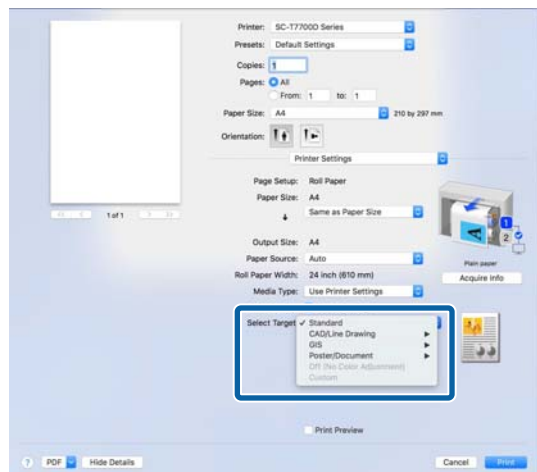 Printer: SC-T7700D Series
Presets: Default Settings
Copies: 1
Pages: All
From: 1 to: 1
Paper Size: A4 210 by 297 mm
Orientation:
Printer Settings
Page Setup: Roll Paper
Paper Size: A4
Same as Paper Size
1 of 1
1
2
Output Size: A4
Paper Source: Auto
Plain paper
Roll Paper Width: 24 inch (610 mm)
Acquire Info
Media Type: Use Printer Settings
Select Target ✓ Standard
CAD/Line Drawing
GIS
Poster/Document
Off (No Color Adjustment)
Custom
Print Preview
? PDF Hide Details Cancel Print